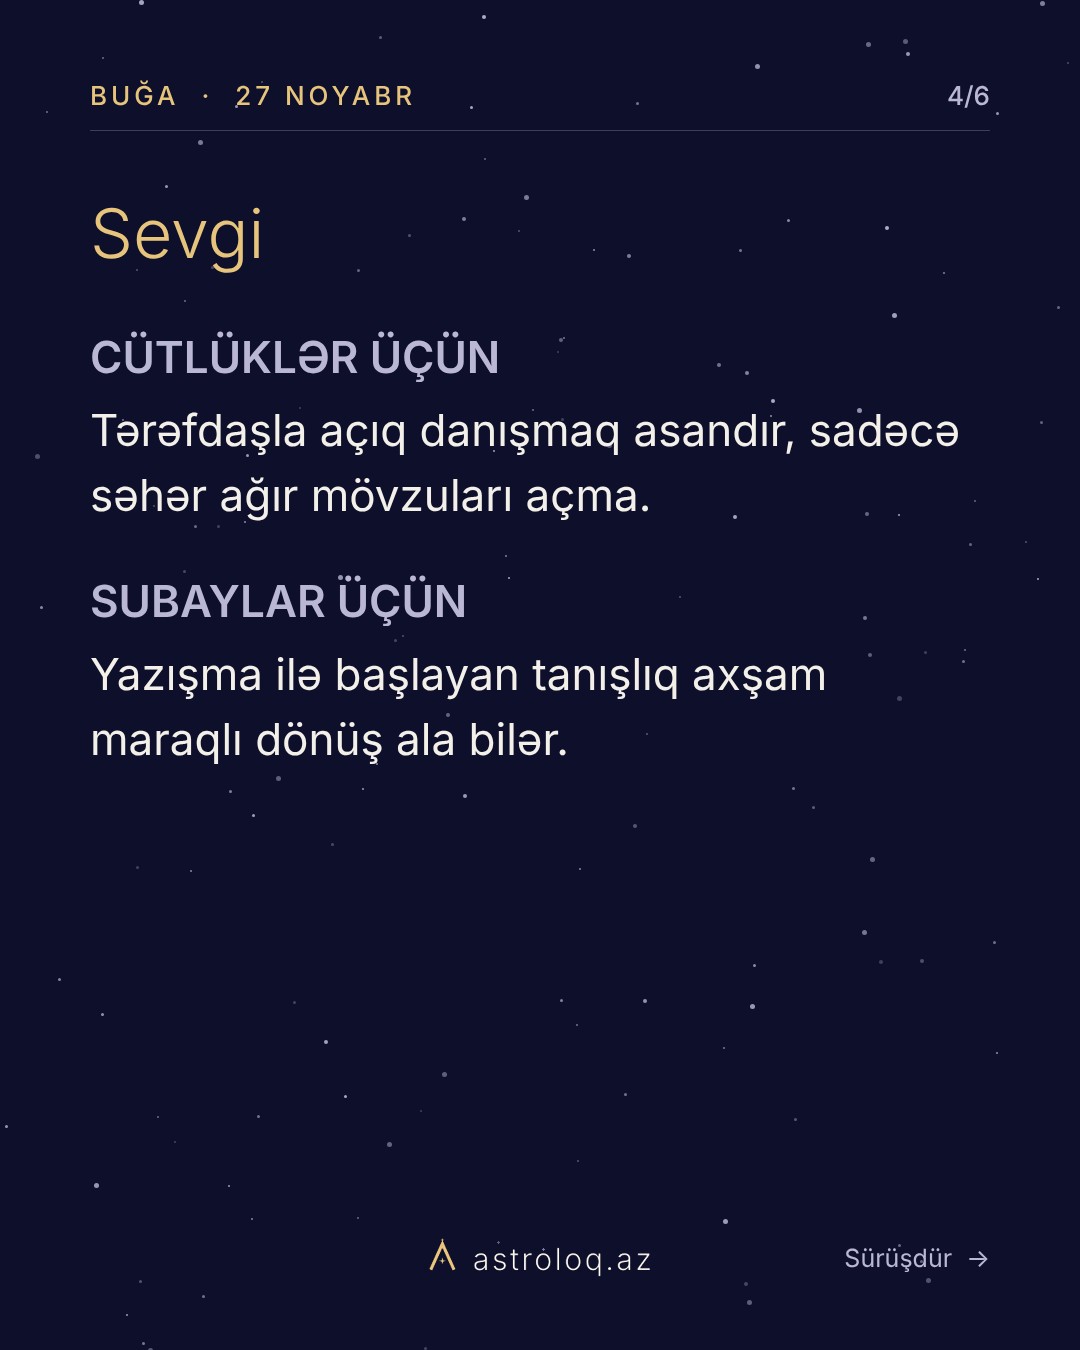 BUĞA · 27 NOYABR 4/6
Sevgi
CÜTLÜKLƏR ÜÇÜN
Tərəfdaşla açıq danışmaq asandır, sadəcə
səhər ağır mövzuları açma.
SUBAYLAR ÜÇÜN
Yazışma ilə başlayan tanışlıq axşam
maraqlı dönüş ala bilər.
astroloq.az Sürüşdür →